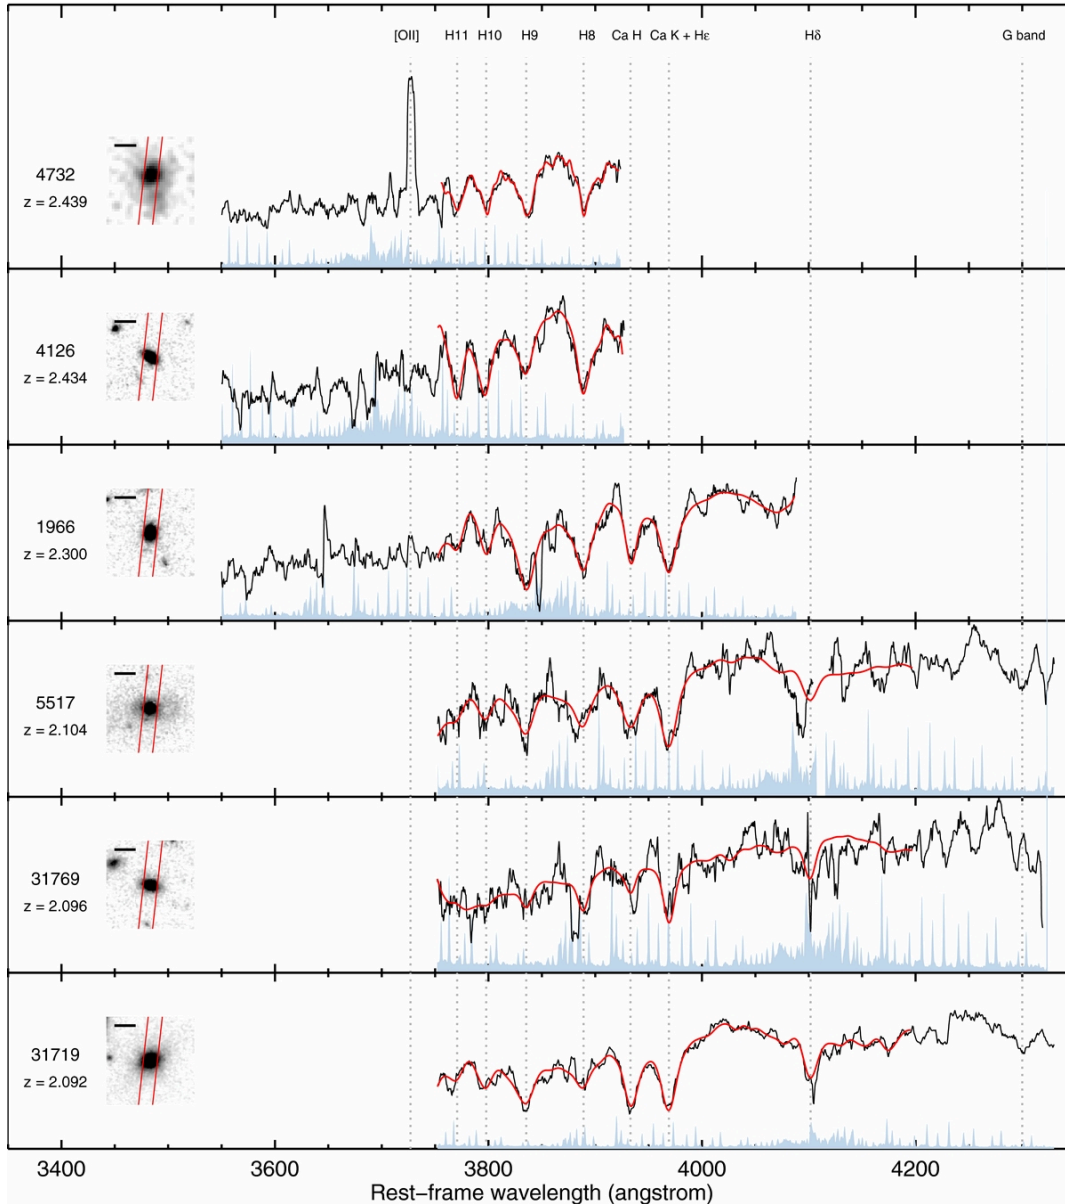 [OII] H11 H10 H9 H8 Ca H Ca K + Hε Hδ G band
4732
z = 2.439
4126
z = 2.434
1966
z = 2.300
5517
z = 2.104
31769
z = 2.096
31719
z = 2.092
3400 3600 3800 4000 4200
Rest−frame wavelength (angstrom)